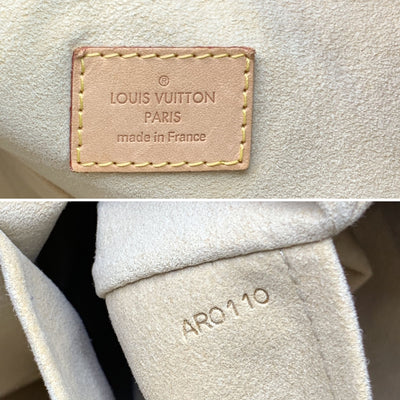 ®
LOUIS VUITTON
PARIS
made in France
AR0110